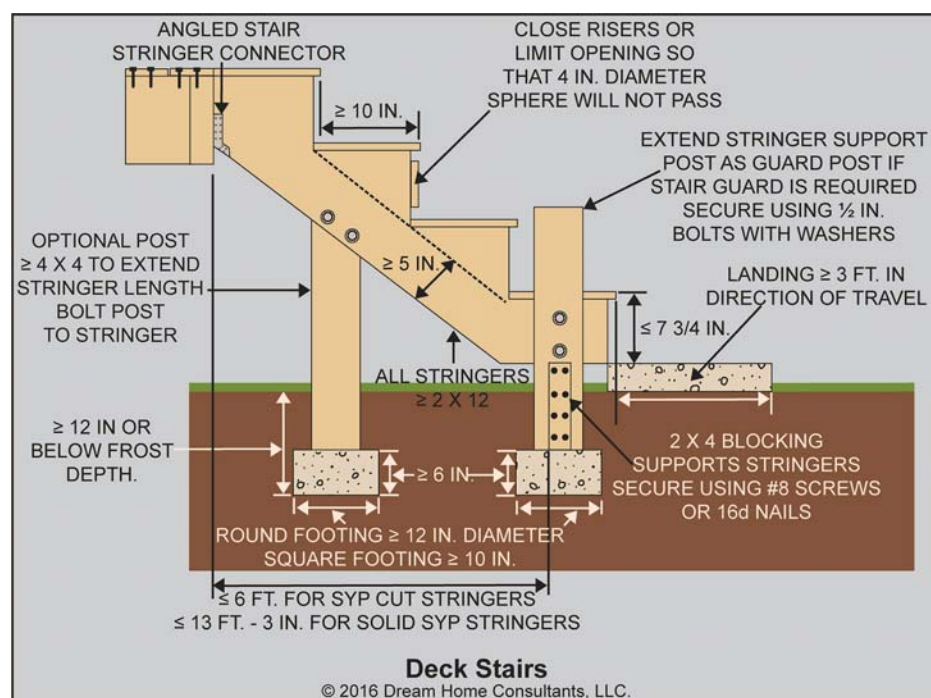 ANGLED STAIR
STRINGER CONNECTOR
CLOSE RISERS OR
LIMIT OPENING SO
THAT 4 IN. DIAMETER
SPHERE WILL NOT PASS
≥ 10 IN.
EXTEND STRINGER SUPPORT
POST AS GUARD POST IF
STAIR GUARD IS REQUIRED
SECURE USING ½ IN.
BOLTS WITH WASHERS
OPTIONAL POST
≥ 4 X 4 TO EXTEND
STRINGER LENGTH
BOLT POST
TO STRINGER
≥ 5 IN.
LANDING ≥ 3 FT. IN
DIRECTION OF TRAVEL
≤ 7 3/4 IN.
ALL STRINGERS
≥ 2 X 12
≥ 12 IN OR
BELOW FROST
DEPTH.
≥ 6 IN.
2 X 4 BLOCKING
SUPPORTS STRINGERS
SECURE USING #8 SCREWS
OR 16d NAILS
ROUND FOOTING ≥ 12 IN. DIAMETER
SQUARE FOOTING ≥ 10 IN.
≤ 6 FT. FOR SYP CUT STRINGERS
≤ 13 FT. - 3 IN. FOR SOLID SYP STRINGERS
Deck Stairs
© 2016 Dream Home Consultants, LLC.